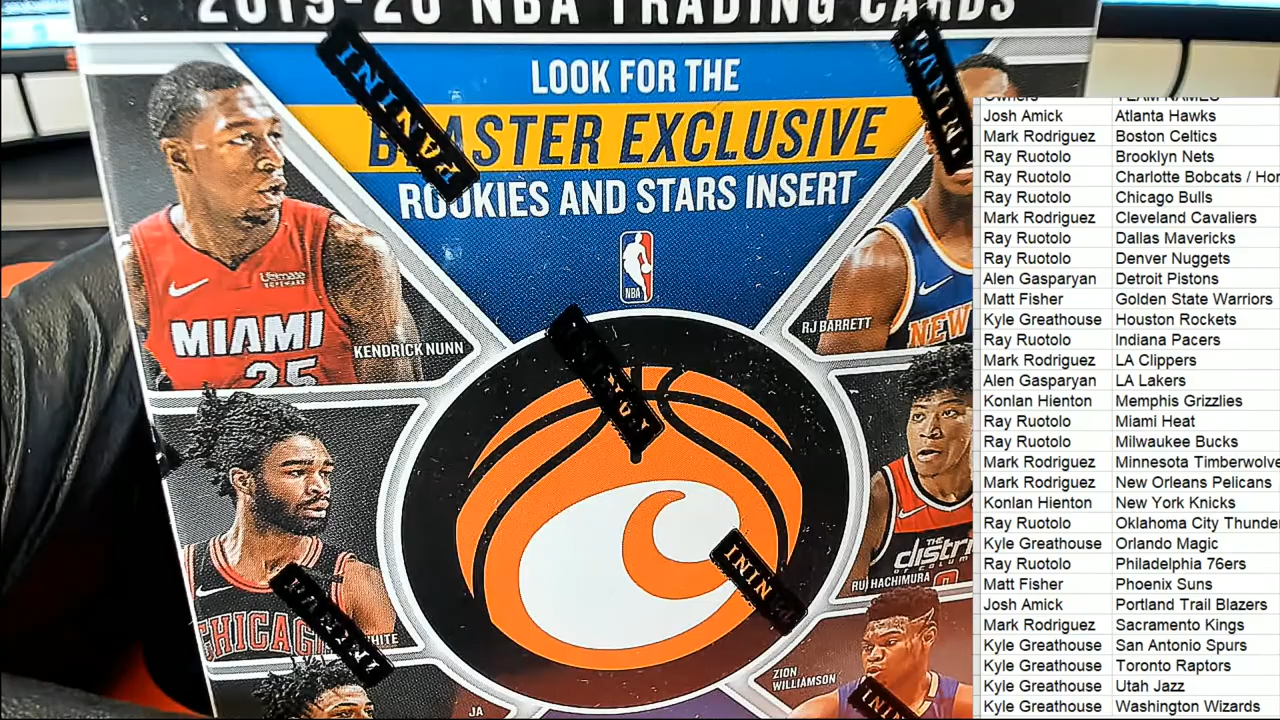 2019-20 NBA TRADING CARDS
LOOK FOR THE
BLASTER EXCLUSIVE
ROOKIES AND STARS INSERT
NBA
PANINI
PANINI
PANINI
PANINI
MIAMI
25
KENDRICK NUNN
RJ BARRETT
NEW
CHICAG
HITE
THE
distri
OF COLUM
RUI HACHIMURA
ZION
WILLIAMSON
JA
Owners TEAM NAMES
Josh Amick Atlanta Hawks
Mark Rodriguez Boston Celtics
Ray Ruotolo Brooklyn Nets
Ray Ruotolo Charlotte Bobcats / Hor
Ray Ruotolo Chicago Bulls
Mark Rodriguez Cleveland Cavaliers
Ray Ruotolo Dallas Mavericks
Ray Ruotolo Denver Nuggets
Alen Gasparyan Detroit Pistons
Matt Fisher Golden State Warriors
Kyle Greathouse Houston Rockets
Ray Ruotolo Indiana Pacers
Mark Rodriguez LA Clippers
Alen Gasparyan LA Lakers
Konlan Hienton Memphis Grizzlies
Ray Ruotolo Miami Heat
Ray Ruotolo Milwaukee Bucks
Mark Rodriguez Minnesota Timberwolve
Mark Rodriguez New Orleans Pelicans
Konlan Hienton New York Knicks
Ray Ruotolo Oklahoma City Thunde
Kyle Greathouse Orlando Magic
Ray Ruotolo Philadelphia 76ers
Matt Fisher Phoenix Suns
Josh Amick Portland Trail Blazers
Mark Rodriguez Sacramento Kings
Kyle Greathouse San Antonio Spurs
Kyle Greathouse Toronto Raptors
Kyle Greathouse Utah Jazz
Kyle Greathouse Washington Wizards